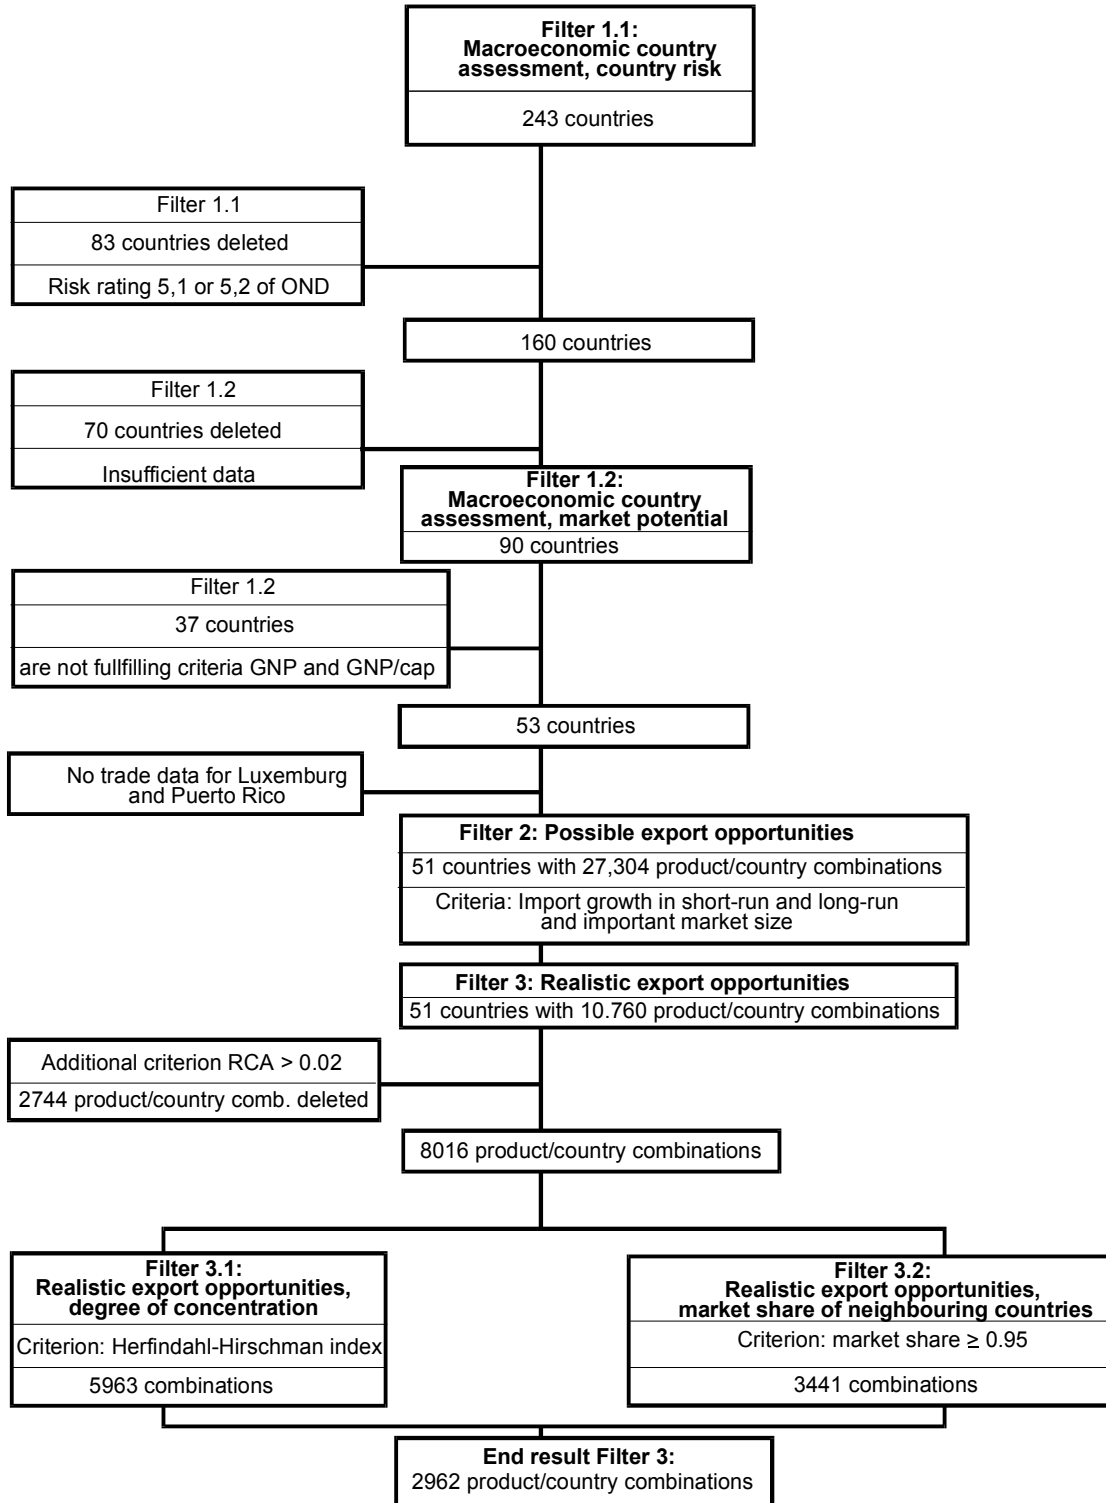 Filter 1.1:
Macroeconomic country
assessment, country risk
243 countries
Filter 1.1
83 countries deleted
Risk rating 5,1 or 5,2 of OND
160 countries
Filter 1.2
70 countries deleted
Insufficient data
Filter 1.2:
Macroeconomic country
assessment, market potential
90 countries
Filter 1.2
37 countries
are not fullfilling criteria GNP and GNP/cap
53 countries
No trade data for Luxemburg
and Puerto Rico
Filter 2: Possible export opportunities
51 countries with 27,304 product/country combinations
Criteria: Import growth in short-run and long-run
and important market size
Filter 3: Realistic export opportunities
51 countries with 10.760 product/country combinations
Additional criterion RCA > 0.02
2744 product/country comb. deleted
8016 product/country combinations
Filter 3.1:
Realistic export opportunities,
degree of concentration
Criterion: Herfindahl-Hirschman index
5963 combinations
Filter 3.2:
Realistic export opportunities,
market share of neighbouring countries
Criterion: market share ≥ 0.95
3441 combinations
End result Filter 3:
2962 product/country combinations